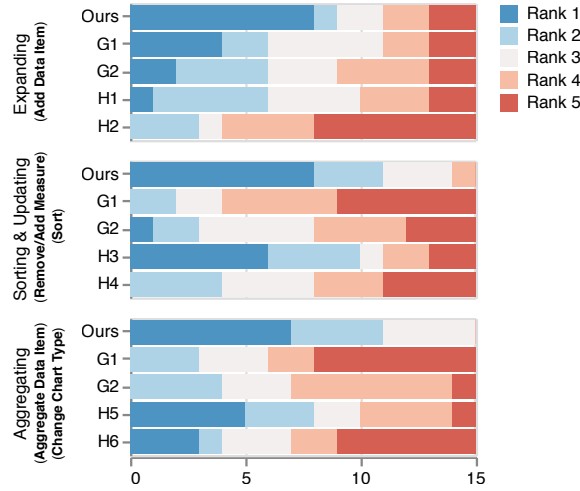 Rank 1
Rank 2
Rank 3
Rank 4
Rank 5
Expanding
(Add Data Item)
Ours
G1
G2
H1
H2
Sorting & Updating
(Remove/Add Measure)
(Sort)
Ours
G1
G2
H3
H4
Aggregating
(Aggregate Data Item)
(Change Chart Type)
Ours
G1
G2
H5
H6
0 5 10 15